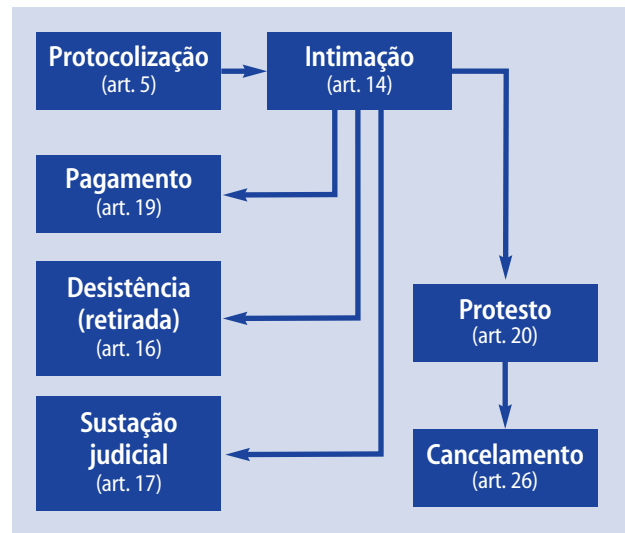 Protocolização
(art. 5)
Intimação
(art. 14)
Pagamento
(art. 19)
Desistência
(retirada)
(art. 16)
Sustação
judicial
(art. 17)
Protesto
(art. 20)
Cancelamento
(art. 26)